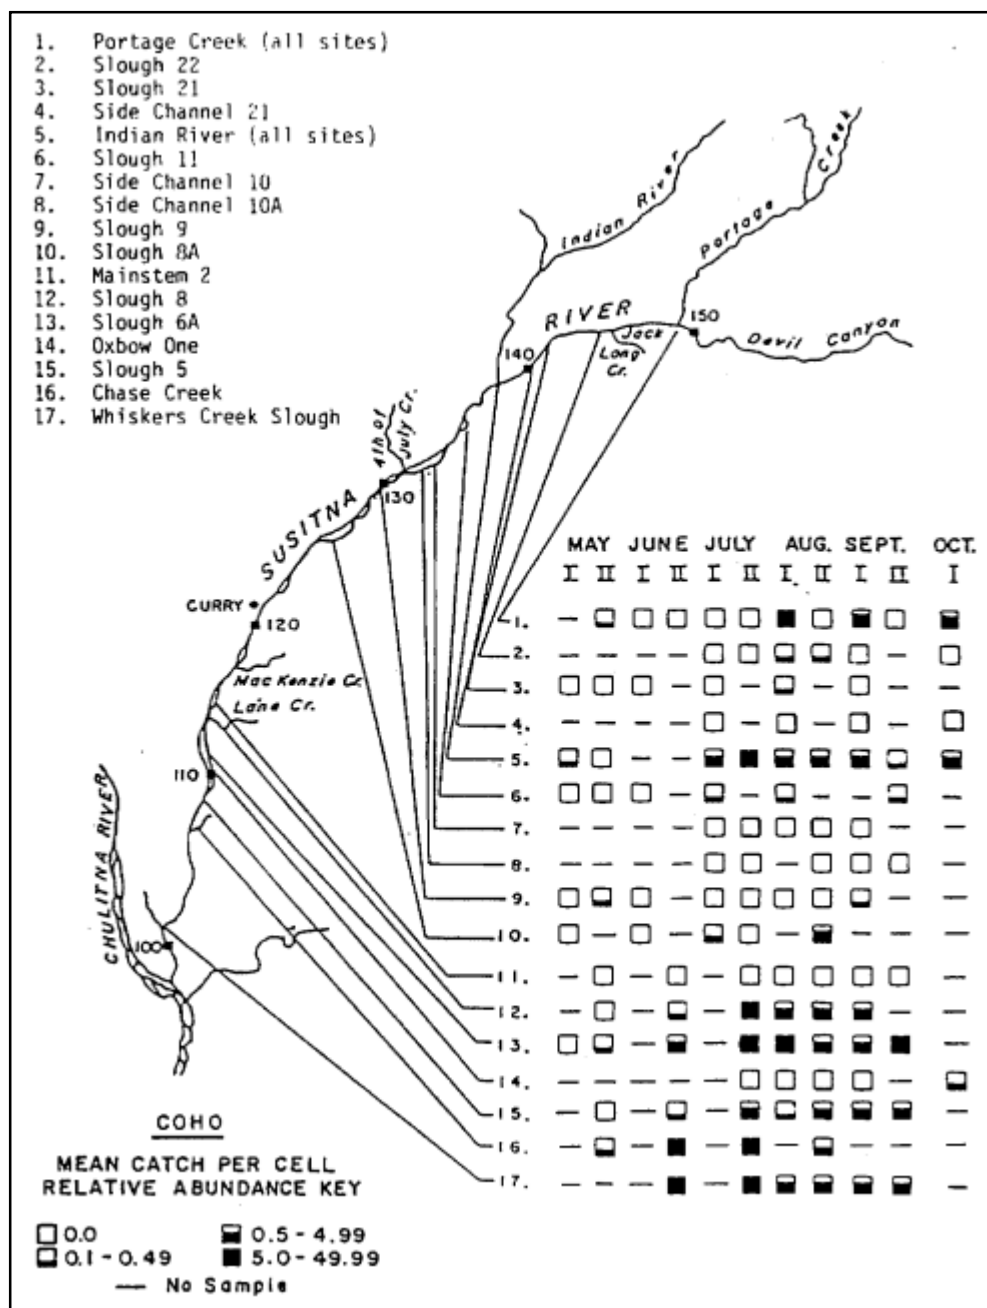 1. Portage Creek (all sites)
2. Slough 22
3. Slough 21
4. Side Channel 21
5. Indian River (all sites)
6. Slough 11
7. Side Channel 10
8. Side Channel 10A
9. Slough 9
10. Slough 8A
11. Mainstem 2
12. Slough 8
13. Slough 6A
14. Oxbow One
15. Slough 5
16. Chase Creek
17. Whiskers Creek Slough
Indian River
Portage Creek
RIVER
150
Jack
Long
Cr.
Devil Canyon
140
4th of
July Cr.
130
SUSITNA
CURRY
120
MacKenzie Cr.
Lane Cr.
110
CHULITNA RIVER
100
MAY JUNE JULY AUG. SEPT. OCT.
I II I II I II I II I II I
1.
2.
3.
4.
5.
6.
7.
8.
9.
10.
11.
12.
13.
14.
15.
16.
17.
COHO
MEAN CATCH PER CELL
RELATIVE ABUNDANCE KEY
0.0 0.5 - 4.99
0.1 - 0.49 5.0 - 49.99
— No Sample